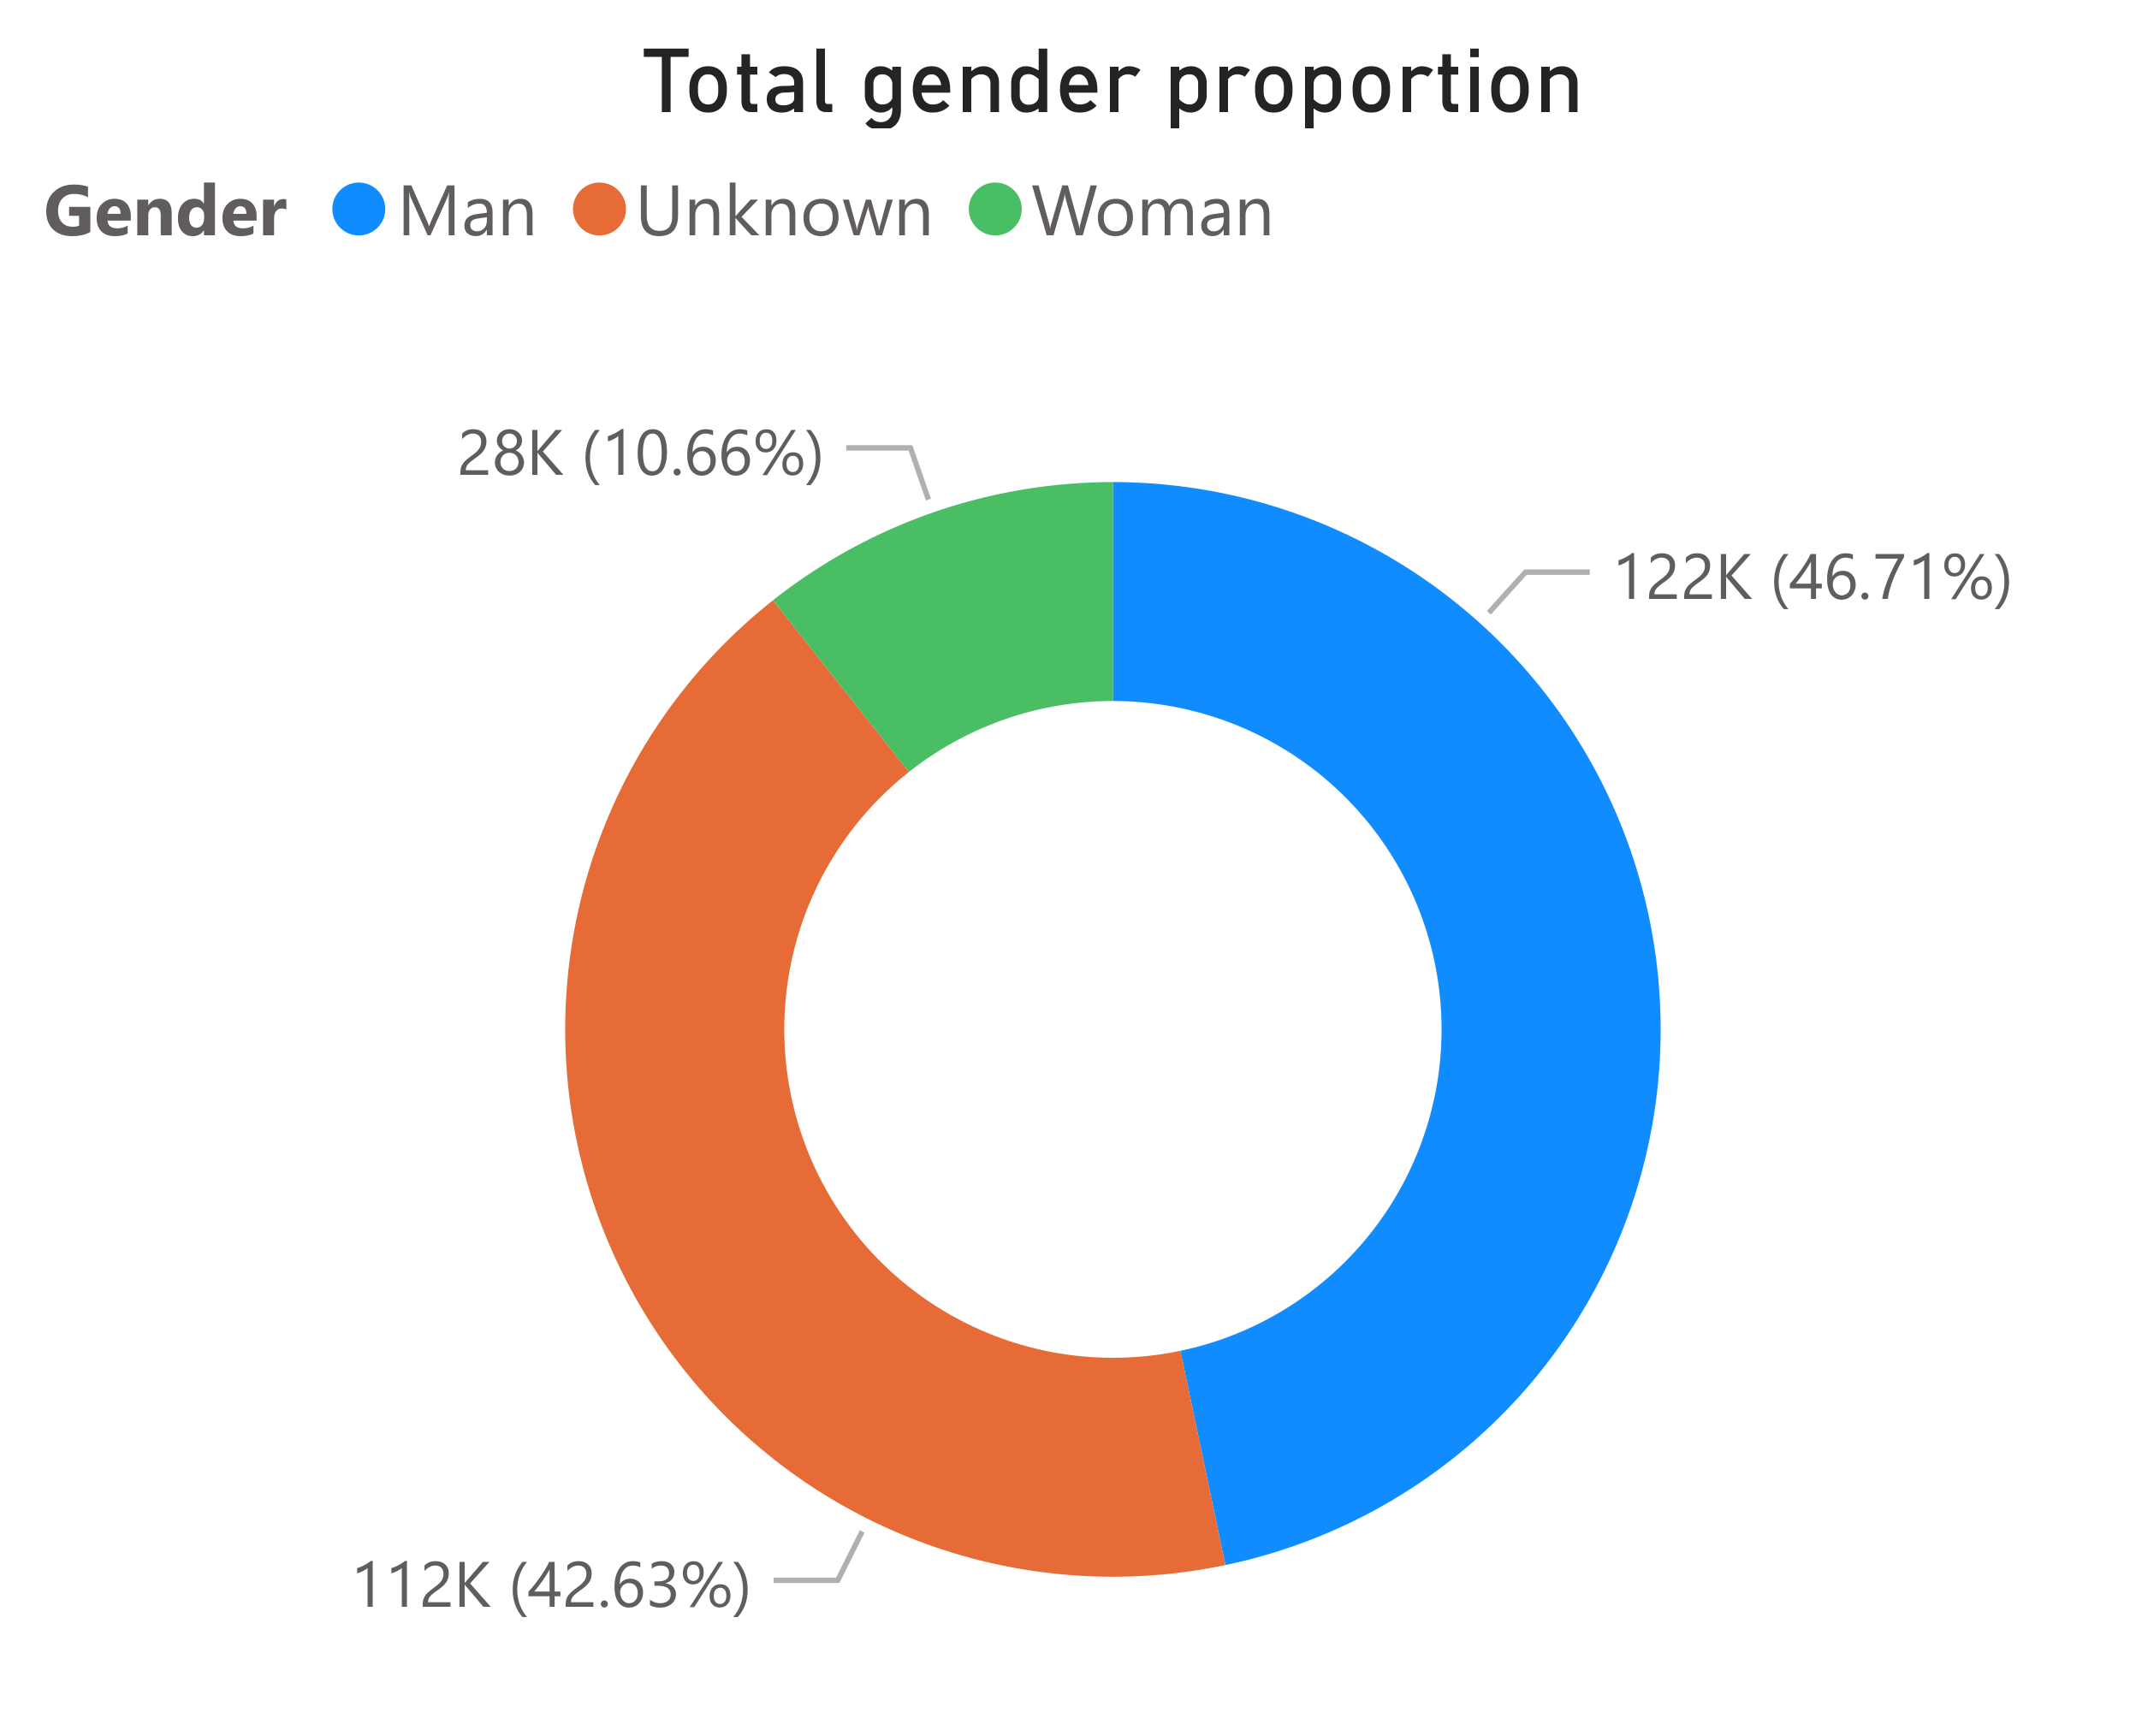 Total gender proportion
Gender Man Unknown Woman
28K (10.66%)
122K (46.71%)
112K (42.63%)